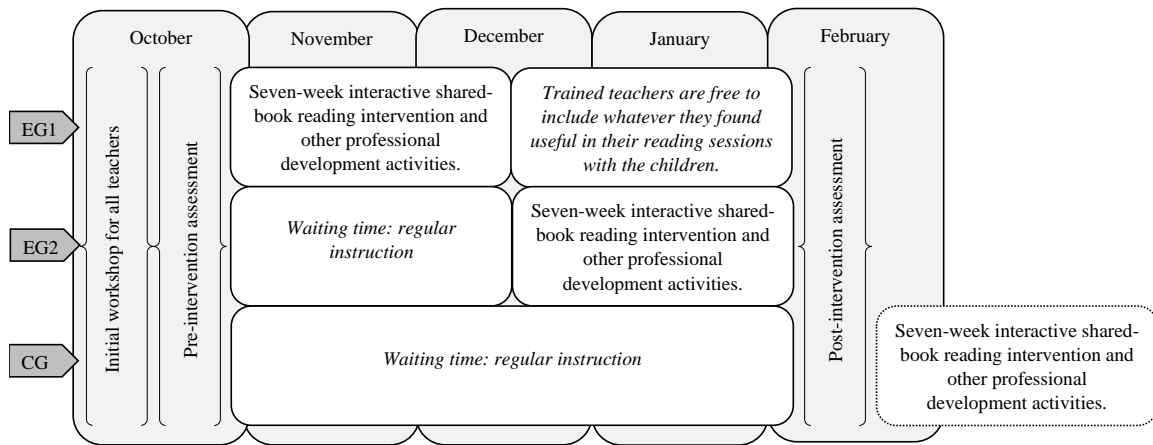 October
November
December
January
February
EG1
EG2
CG
Initial workshop for all teachers
Pre-intervention assessment
Seven-week interactive shared-
book reading intervention and
other professional
development activities.
Trained teachers are free to
include whatever they found
useful in their reading sessions
with the children.
Waiting time: regular
instruction
Seven-week interactive shared-
book reading intervention and
other professional
development activities.
Waiting time: regular instruction
Post-intervention assessment
Seven-week interactive shared-
book reading intervention and
other professional
development activities.